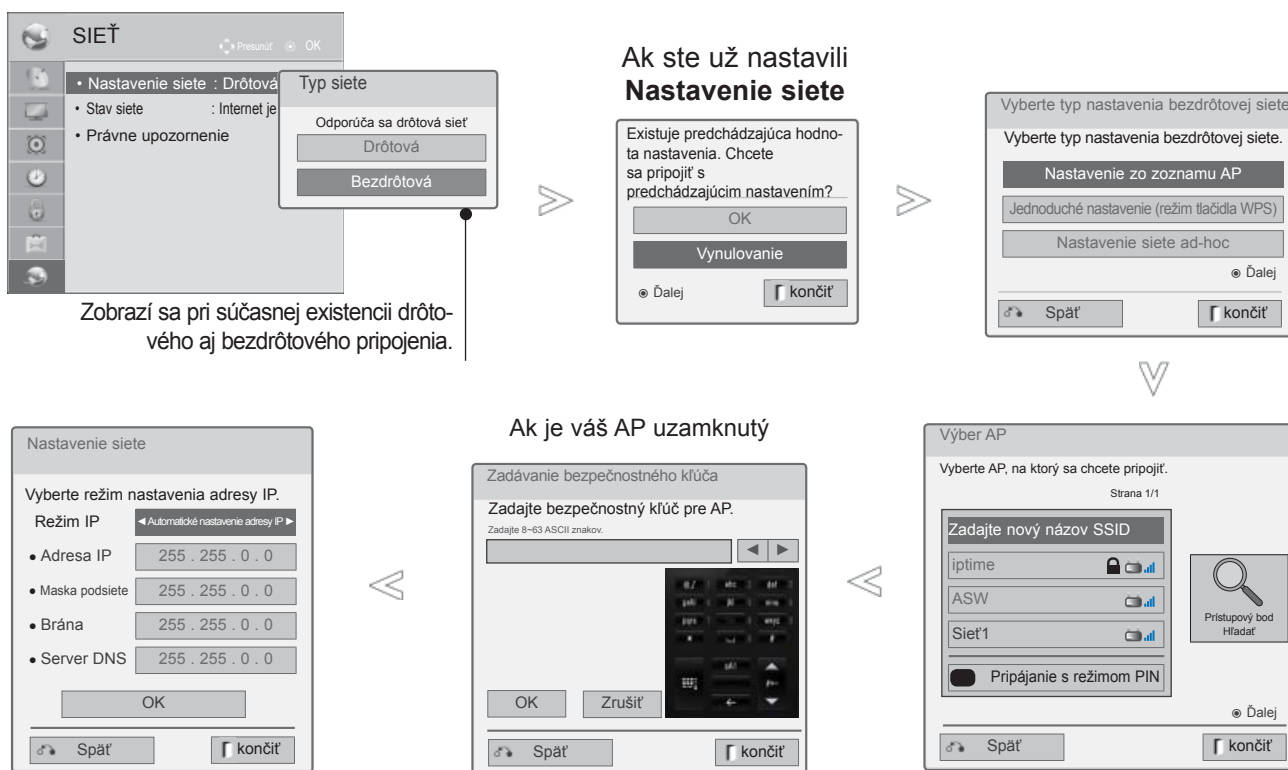 SIEŤ
Presunúť OK
• Nastavenie siete : Drôtová
• Stav siete : Internet je
• Právne upozornenie
Typ siete
Odporúča sa drôtová sieť
Drôtová
Bezdrôtová
Zobrazí sa pri súčasnej existencii drôto-
vého aj bezdrôtového pripojenia.
Ak ste už nastavili
Nastavenie siete
Existuje predchádzajúca hodno-
ta nastavenia. Chcete
sa pripojiť s
predchádzajúcim nastavením?
OK
Vynulovanie
Ďalej
končiť
Vyberte typ nastavenia bezdrôtovej siete
Vyberte typ nastavenia bezdrôtovej siete.
Nastavenie zo zoznamu AP
Jednoduché nastavenie (režim tlačidla WPS)
Nastavenie siete ad-hoc
Ďalej
Späť
končiť
Výber AP
Vyberte AP, na ktorý sa chcete pripojiť.
Strana 1/1
Zadajte nový názov SSID
iptime
ASW
Sieť1
Pripájanie s režimom PIN
Prístupový bod
Hľadať
Ďalej
Späť
končiť
Ak je váš AP uzamknutý
Zadávanie bezpečnostného kľúča
Zadajte bezpečnostný kľúč pre AP.
Zadajte 8~63 ASCII znakov.
OK
Zrušiť
Späť
končiť
Nastavenie siete
Vyberte režim nastavenia adresy IP.
Režim IP ◄ Automatické nastavenie adresy IP ►
• Adresa IP 255 . 255 . 0 . 0
• Maska podsiete 255 . 255 . 0 . 0
• Brána 255 . 255 . 0 . 0
• Server DNS 255 . 255 . 0 . 0
OK
Späť
končiť